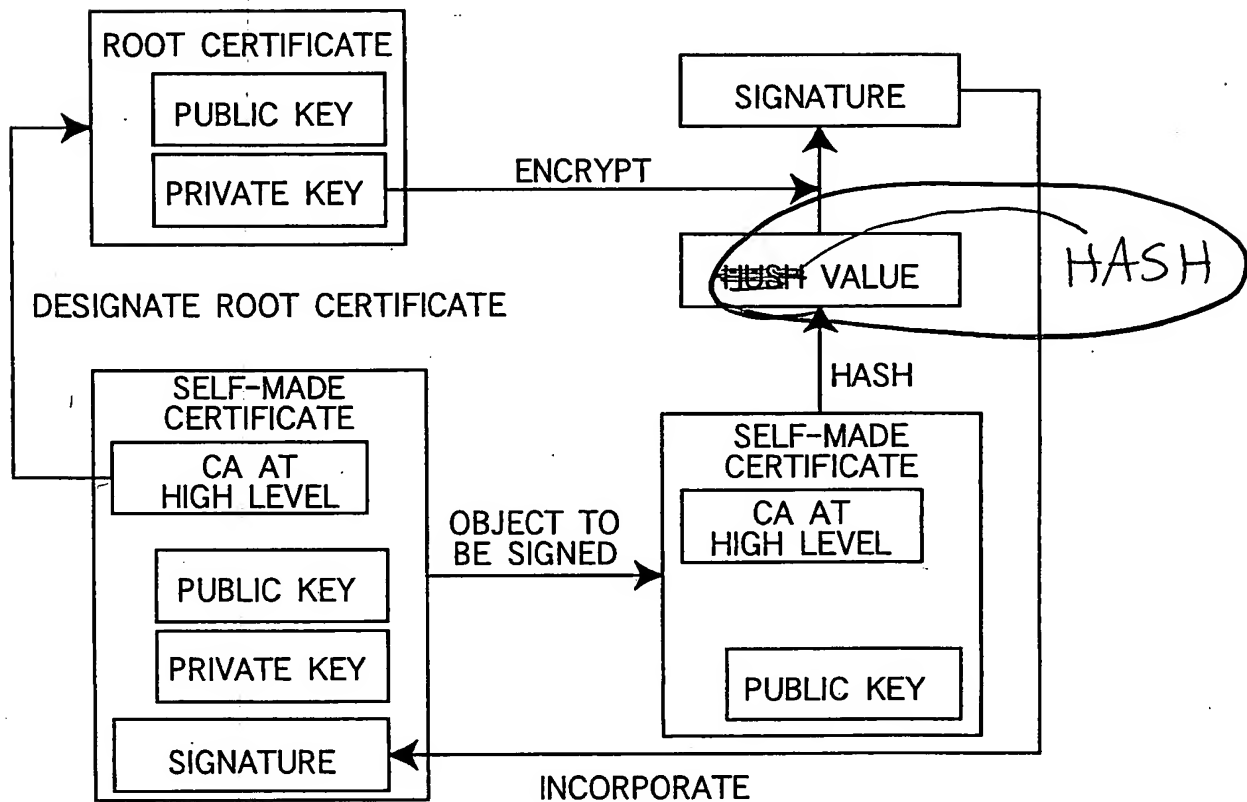 ROOT CERTIFICATE
PUBLIC KEY
PRIVATE KEY
ENCRYPT
SIGNATURE
HUSH VALUE
HASH
DESIGNATE ROOT CERTIFICATE
HASH
SELF-MADE
CERTIFICATE
CA AT
HIGH LEVEL
PUBLIC KEY
PRIVATE KEY
SIGNATURE
OBJECT TO
BE SIGNED
SELF-MADE
CERTIFICATE
CA AT
HIGH LEVEL
PUBLIC KEY
INCORPORATE